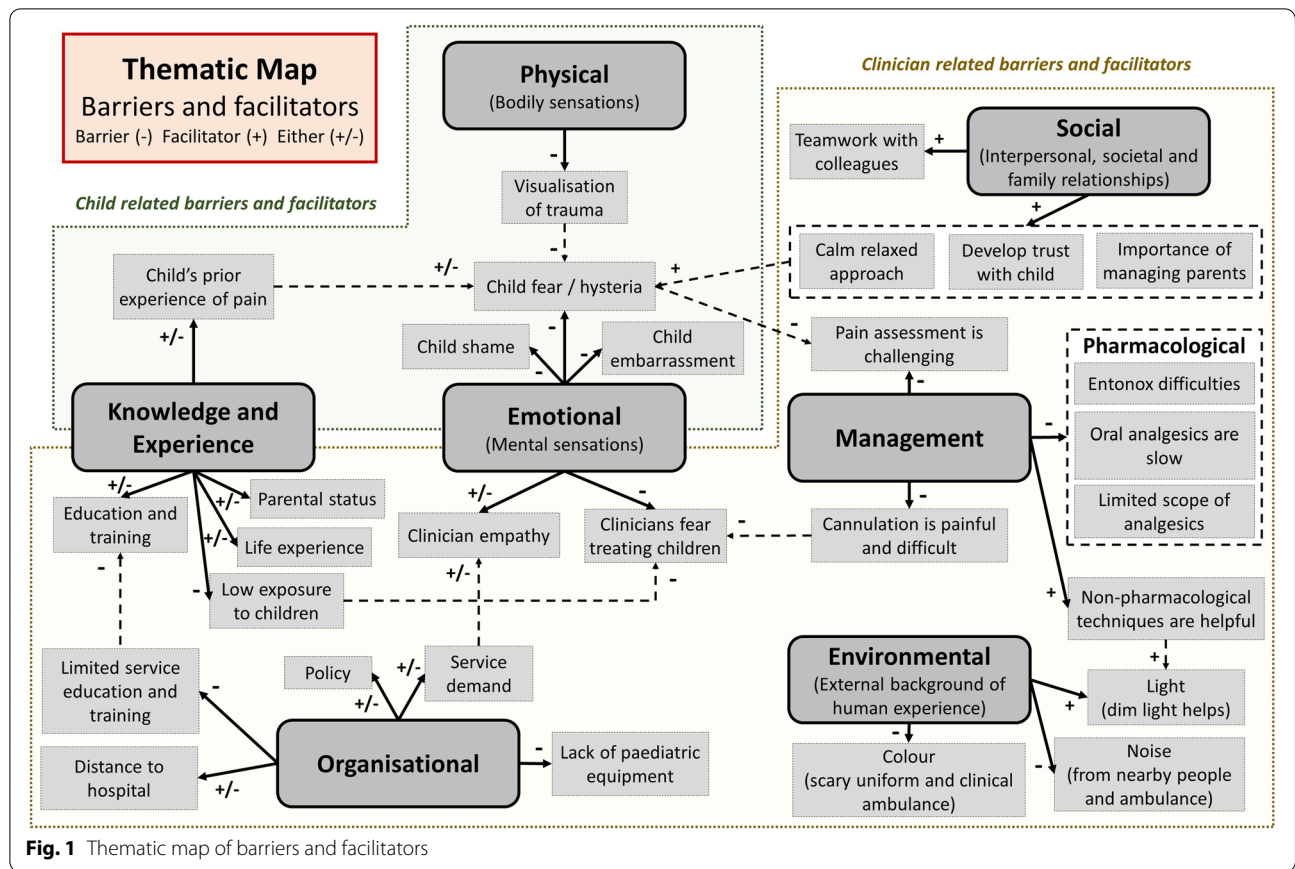 Thematic Map
Barriers and facilitators
Barrier (-) Facilitator (+) Either (+/-)
Child related barriers and facilitators
Clinician related barriers and facilitators
Physical
(Bodily sensations)
-
Visualisation
of trauma
-
Child's prior
experience of pain
+/-
+/-
Child fear / hysteria
+
-
Child shame
-
-
-
Child
embarrassment
Social
(Interpersonal, societal and
family relationships)
+
Teamwork with
colleagues
+
Calm relaxed
approach
Develop trust
with child
Importance of
managing parents
Pain assessment is
challenging
-
Pharmacological
Entonox difficulties
Oral analgesics are
slow
Limited scope of
analgesics
Knowledge and
Experience
Emotional
(Mental sensations)
Management
-
-
+
+/-
+/-
+/-
-
Education and
training
Parental status
Life experience
Low exposure
to children
-
+/-
-
Clinician empathy
Clinicians fear
treating children
-
-
Cannulation is painful
and difficult
+/-
Non-pharmacological
techniques are helpful
+
Limited service
education and
training
Policy
Service
demand
+/-
+/-
-
+/-
-
Organisational
Distance to
hospital
Lack of paediatric
equipment
Environmental
(External background of
human experience)
+
-
-
Light
(dim light helps)
Colour
(scary uniform and clinical
ambulance)
Noise
(from nearby people
and ambulance)
Fig. 1 Thematic map of barriers and facilitators